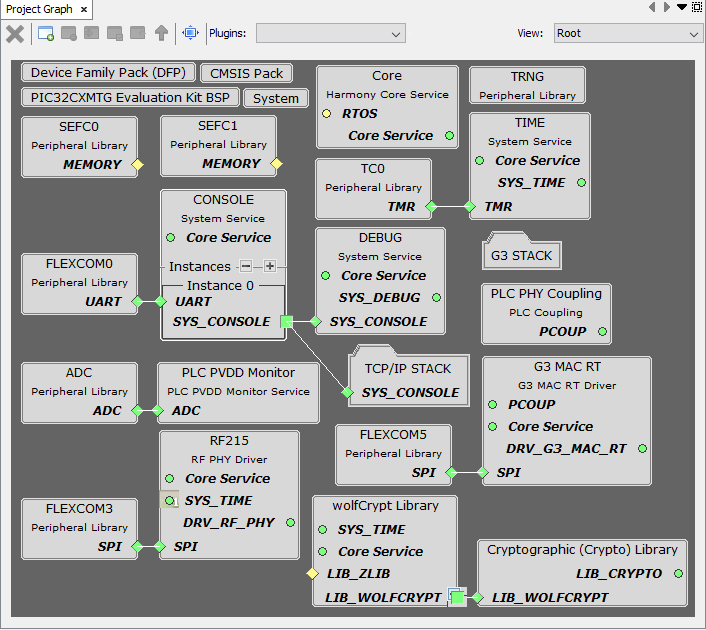 Project Graph ×
Plugins:
View: Root
Device Family Pack (DFP)
CMSIS Pack
PIC32CXMTG Evaluation Kit BSP
System
Core
Harmony Core Service
RTOS
Core Service
TRNG
Peripheral Library
SEFC0
Peripheral Library
MEMORY
SEFC1
Peripheral Library
MEMORY
TIME
System Service
Core Service
SYS_TIME
TMR
TC0
Peripheral Library
TMR
CONSOLE
System Service
Core Service
Instances
Instance 0
UART
SYS_CONSOLE
DEBUG
System Service
Core Service
SYS_DEBUG
SYS_CONSOLE
G3 STACK
FLEXCOM0
Peripheral Library
UART
PLC PHY Coupling
PLC Coupling
PCOUP
TCP/IP STACK
SYS_CONSOLE
ADC
Peripheral Library
ADC
PLC PVDD Monitor
PLC PVDD Monitor Service
ADC
G3 MAC RT
G3 MAC RT Driver
PCOUP
Core Service
DRV_G3_MAC_RT
SPI
FLEXCOM5
Peripheral Library
SPI
RF215
RF PHY Driver
Core Service
SYS_TIME
DRV_RF_PHY
SPI
FLEXCOM3
Peripheral Library
SPI
wolfCrypt Library
SYS_TIME
Core Service
LIB_ZLIB
LIB_WOLFCRYPT
Cryptographic (Crypto) Library
LIB_CRYPTO
LIB_WOLFCRYPT